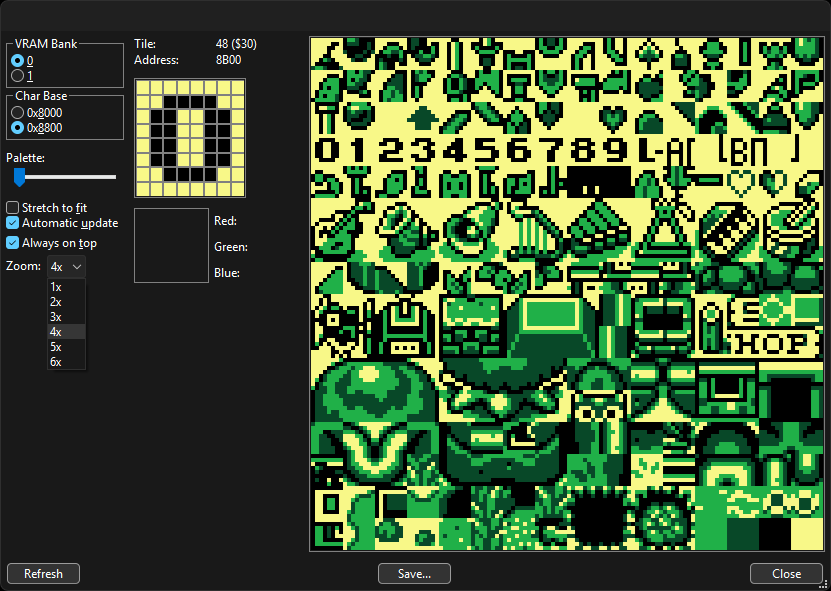 VRAM Bank
0
1
Char Base
0x8000
0x8800
Palette:
Stretch to fit
Automatic update
Always on top
Zoom: 4x
1x
2x
3x
4x
5x
6x
Tile: 48 ($30)
Address: 8B00
Red:
Green:
Blue:
0123456789
SHOP
Refresh
Save...
Close